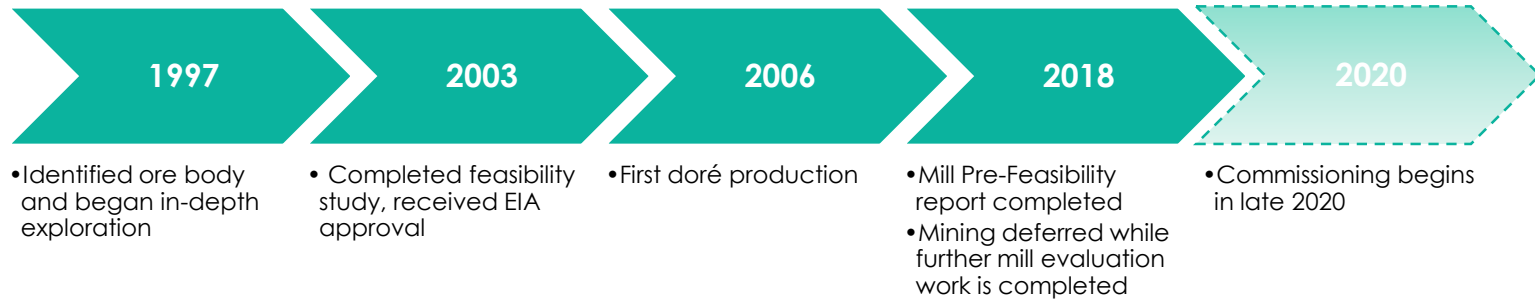 1997
2003
2006
2018
2020
•Identified ore body
and began in-depth
exploration
• Completed feasibility
study, received EIA
approval
•First doré production
•Mill Pre-Feasibility
report completed
•Mining deferred while
further mill evaluation
work is completed
•Commissioning begins
in late 2020